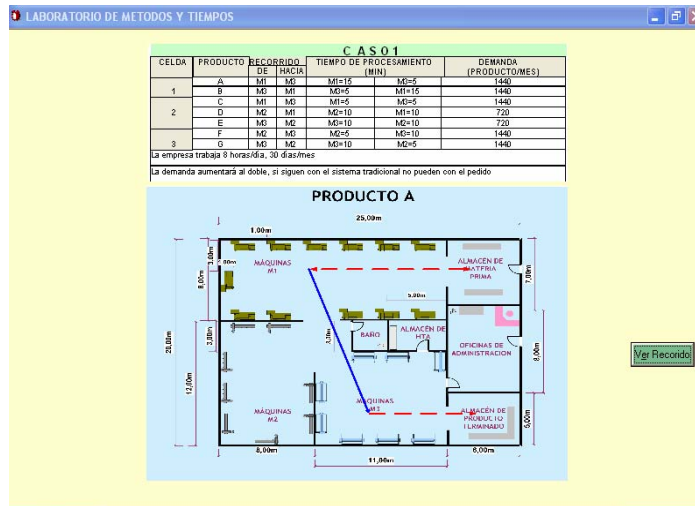 LABORATORIO DE METODOS Y TIEMPOS
CASO1
CELDA PRODUCTO RECORRIDO TIEMPO DE PROCESAMIENTO DEMANDA
DE HACIA (MIN) (PRODUCTO/MES)
A M1 M3 M1=15 M3=5 1440
1 B M3 M1 M3=5 M1=15 1440
C M1 M3 M1=5 M3=5 1440
2 D M2 M1 M2=10 M1=10 720
E M3 M2 M3=10 M2=10 720
F M2 M3 M2=5 M3=10 1440
3 G M3 M2 M3=10 M2=5 1440
La empresa trabaja 8 horas/día, 30 días/mes
La demanda aumentará al doble, si siguen con el sistema tradicional no pueden con el pedido
PRODUCTO A
25,00m
1,00m
3,00m
MÁQUINAS
M1
ALMACÉN DE
MATERIA
PRIMA
7,00m
8,00m
5,00m
20,00m
3,00m
BAÑO
ALMACÉN DE
HTA
OFICINAS DE
ADMINISTRACION
8,00m
Ver Recorido
12,00m
MÁQUINAS
M2
MÁQUINAS
M3
ALMACÉN DE
PRODUCTO
TERMINADO
5,00m
8,00m
11,00m
6,00m